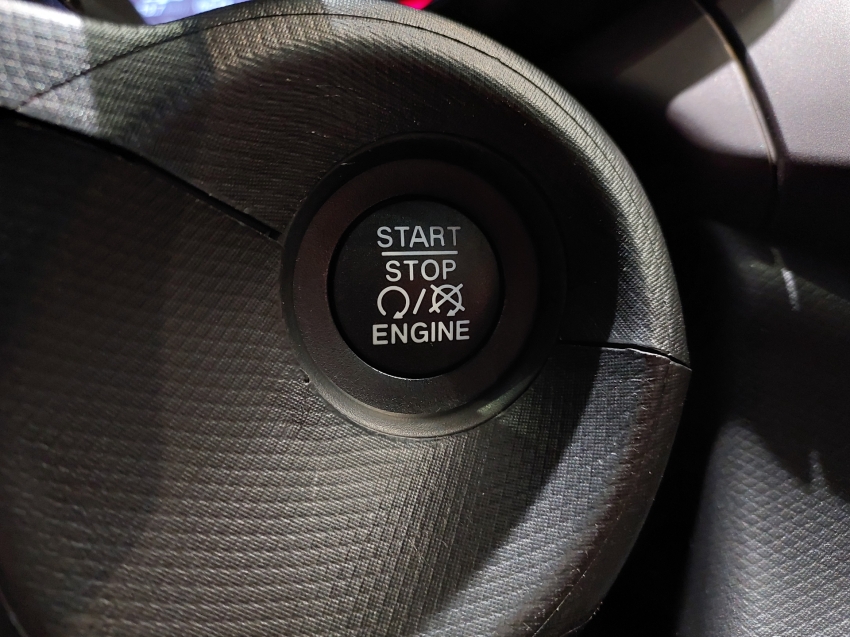 START
STOP
/
ENGINE